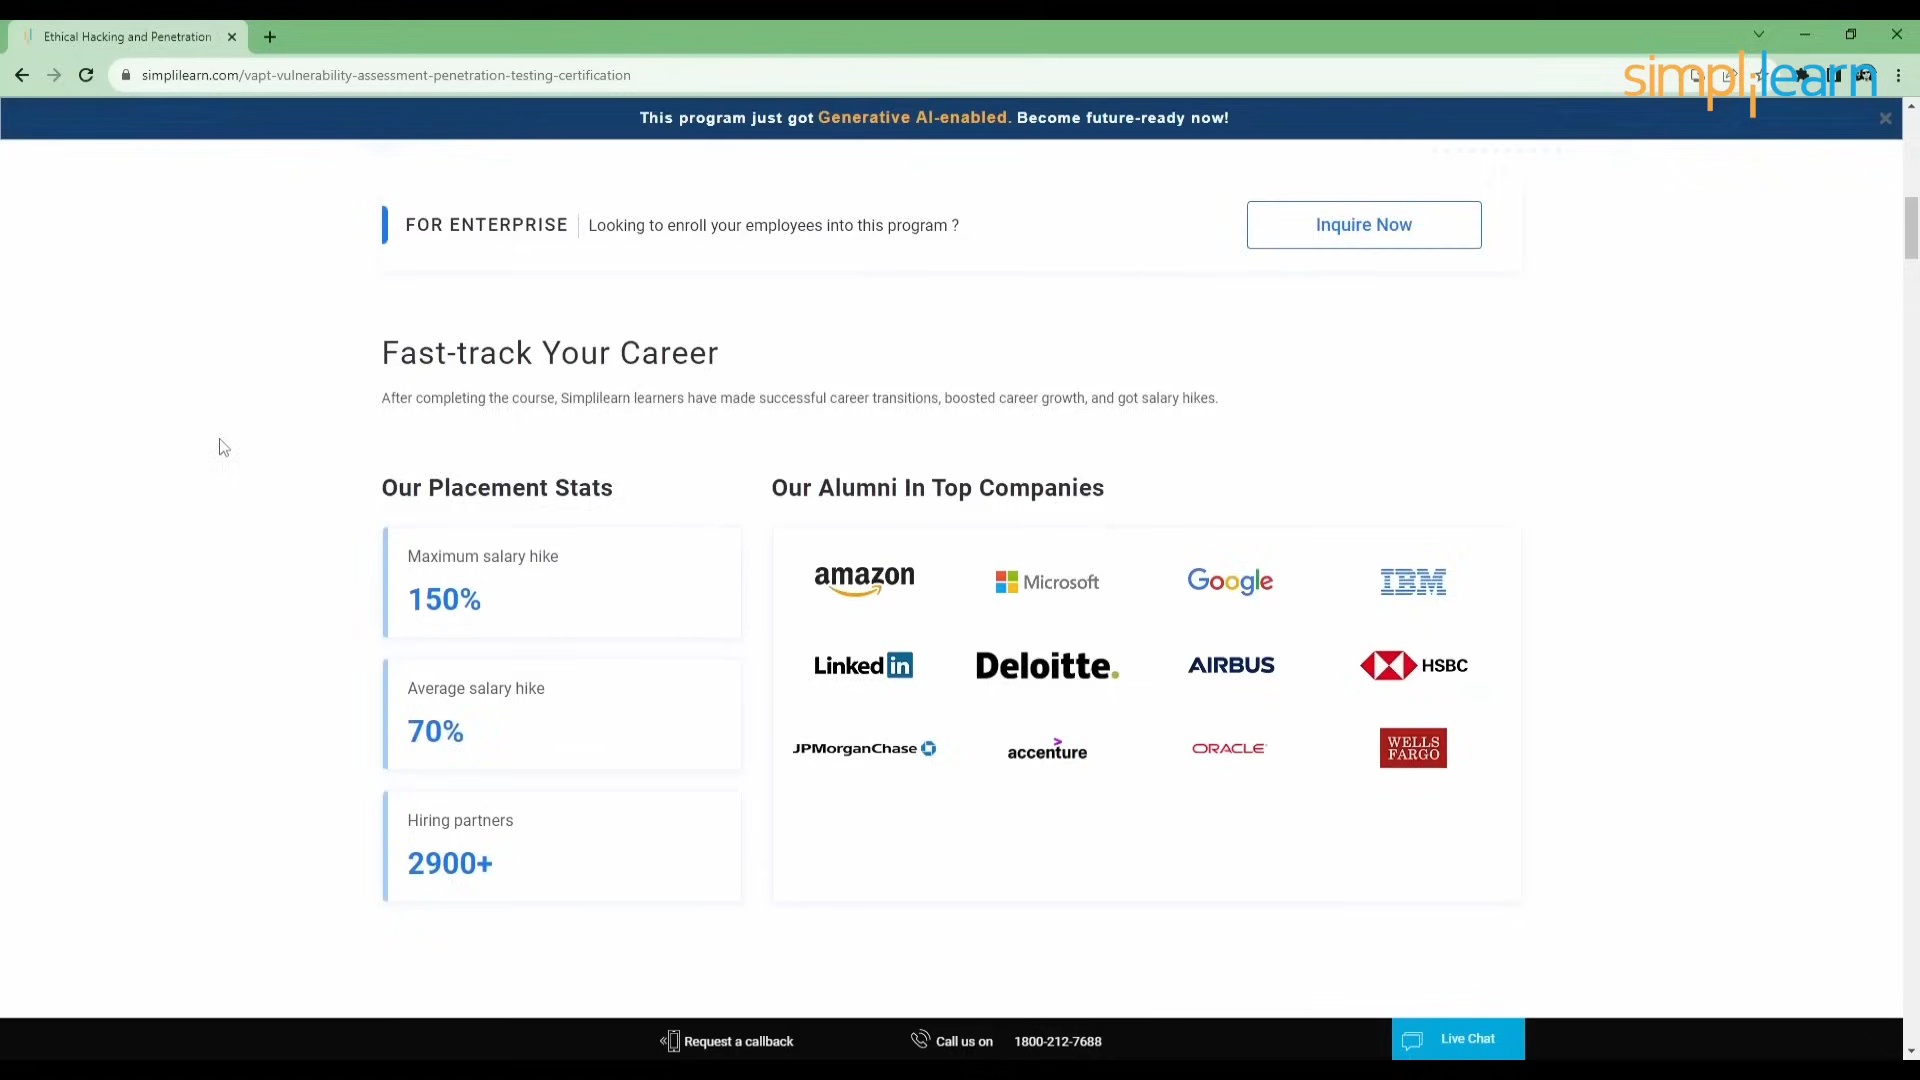 Ethical Hacking and Penetration
simplilearn.com/vapt-vulnerability-assessment-penetration-testing-certification
simplilearn
This program just got Generative AI-enabled. Become future-ready now!
FOR ENTERPRISE Looking to enroll your employees into this program ?
Inquire Now
Fast-track Your Career
After completing the course, Simplilearn learners have made successful career transitions, boosted career growth, and got salary hikes.
Our Placement Stats
Maximum salary hike
150%
Average salary hike
70%
Hiring partners
2900+
Our Alumni In Top Companies
amazon Microsoft Google IBM
Linked in Deloitte. AIRBUS HSBC
JPMorganChase accenture ORACLE WELLS FARGO
Request a callback Call us on 1800-212-7688 Live Chat